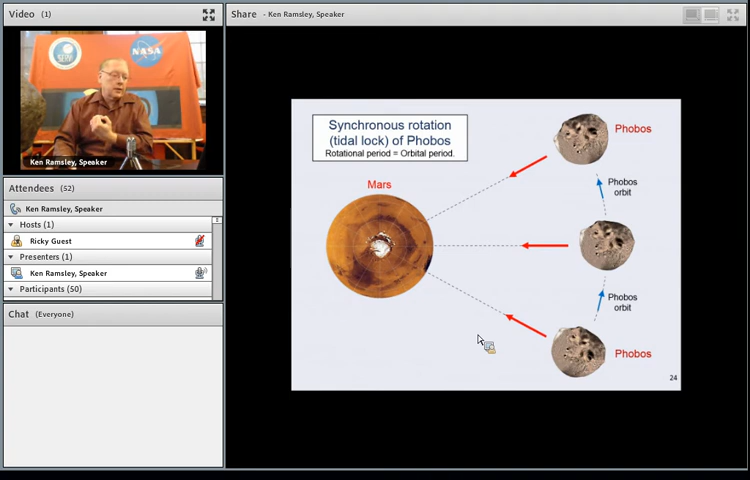 Video (1)
NASA
Ken Ramsley, Speaker
Attendees (52)
Ken Ramsley, Speaker
Hosts (1)
Ricky Guest
Presenters (1)
Ken Ramsley, Speaker
Participants (50)
Chat (Everyone)
Share - Ken Ramsley, Speaker
Synchronous rotation
(tidal lock) of Phobos
Rotational period = Orbital period.
Mars
Phobos
Phobos
orbit
Phobos
orbit
Phobos
24